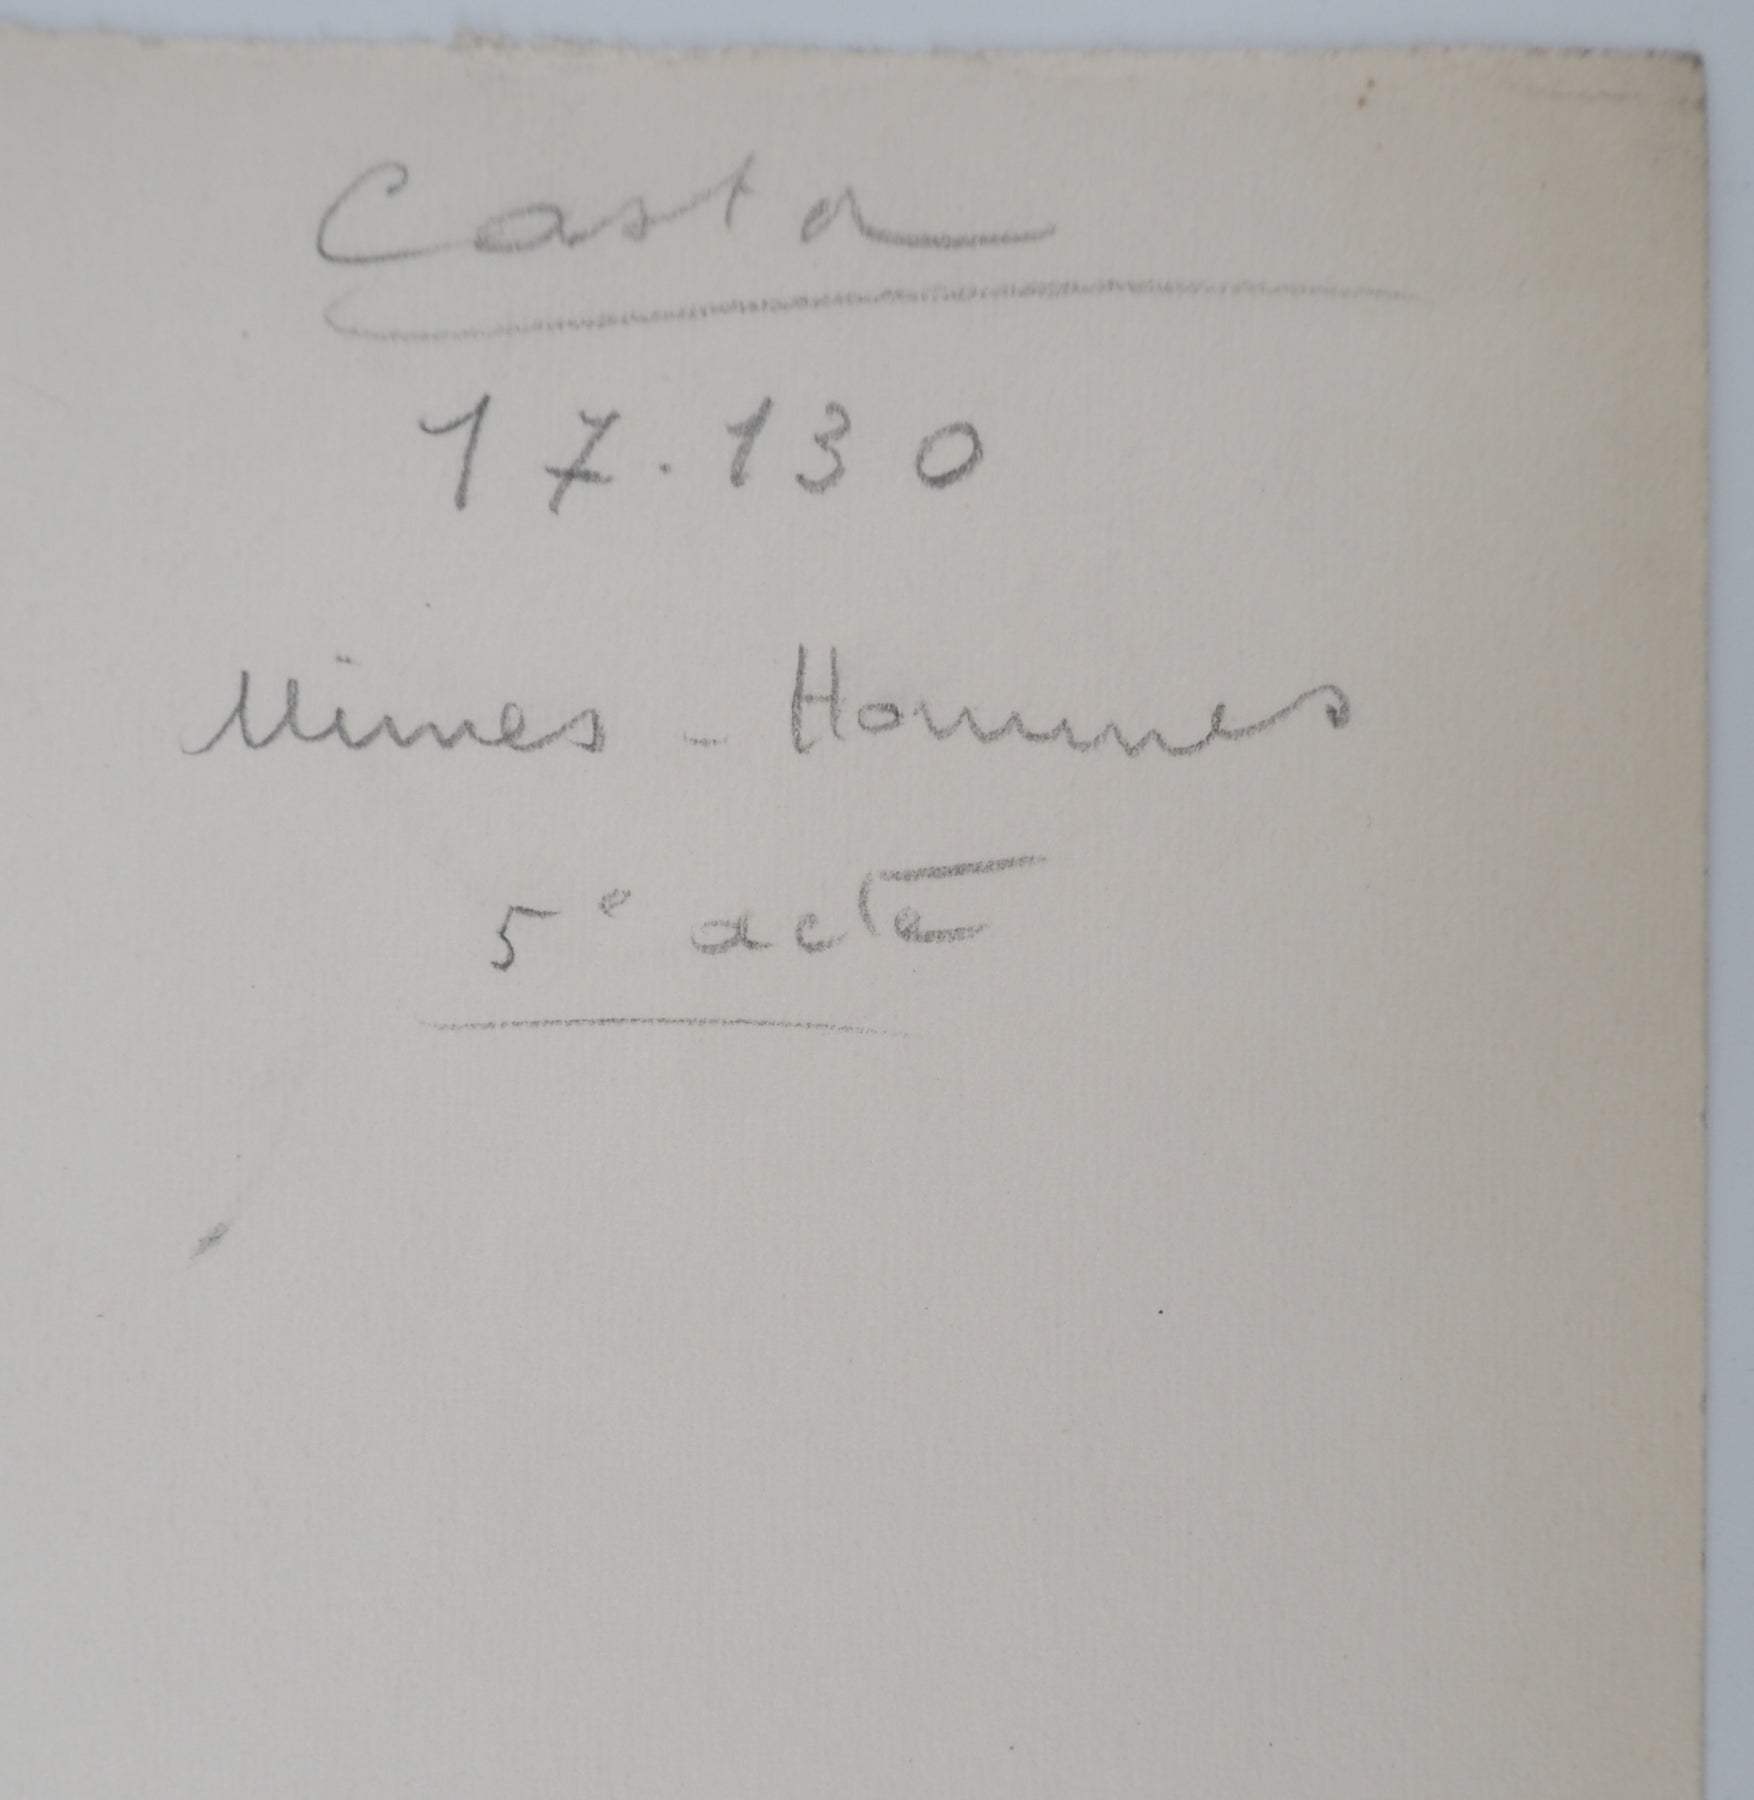 Casta
17.130
Mimes - Hommes
5e acte